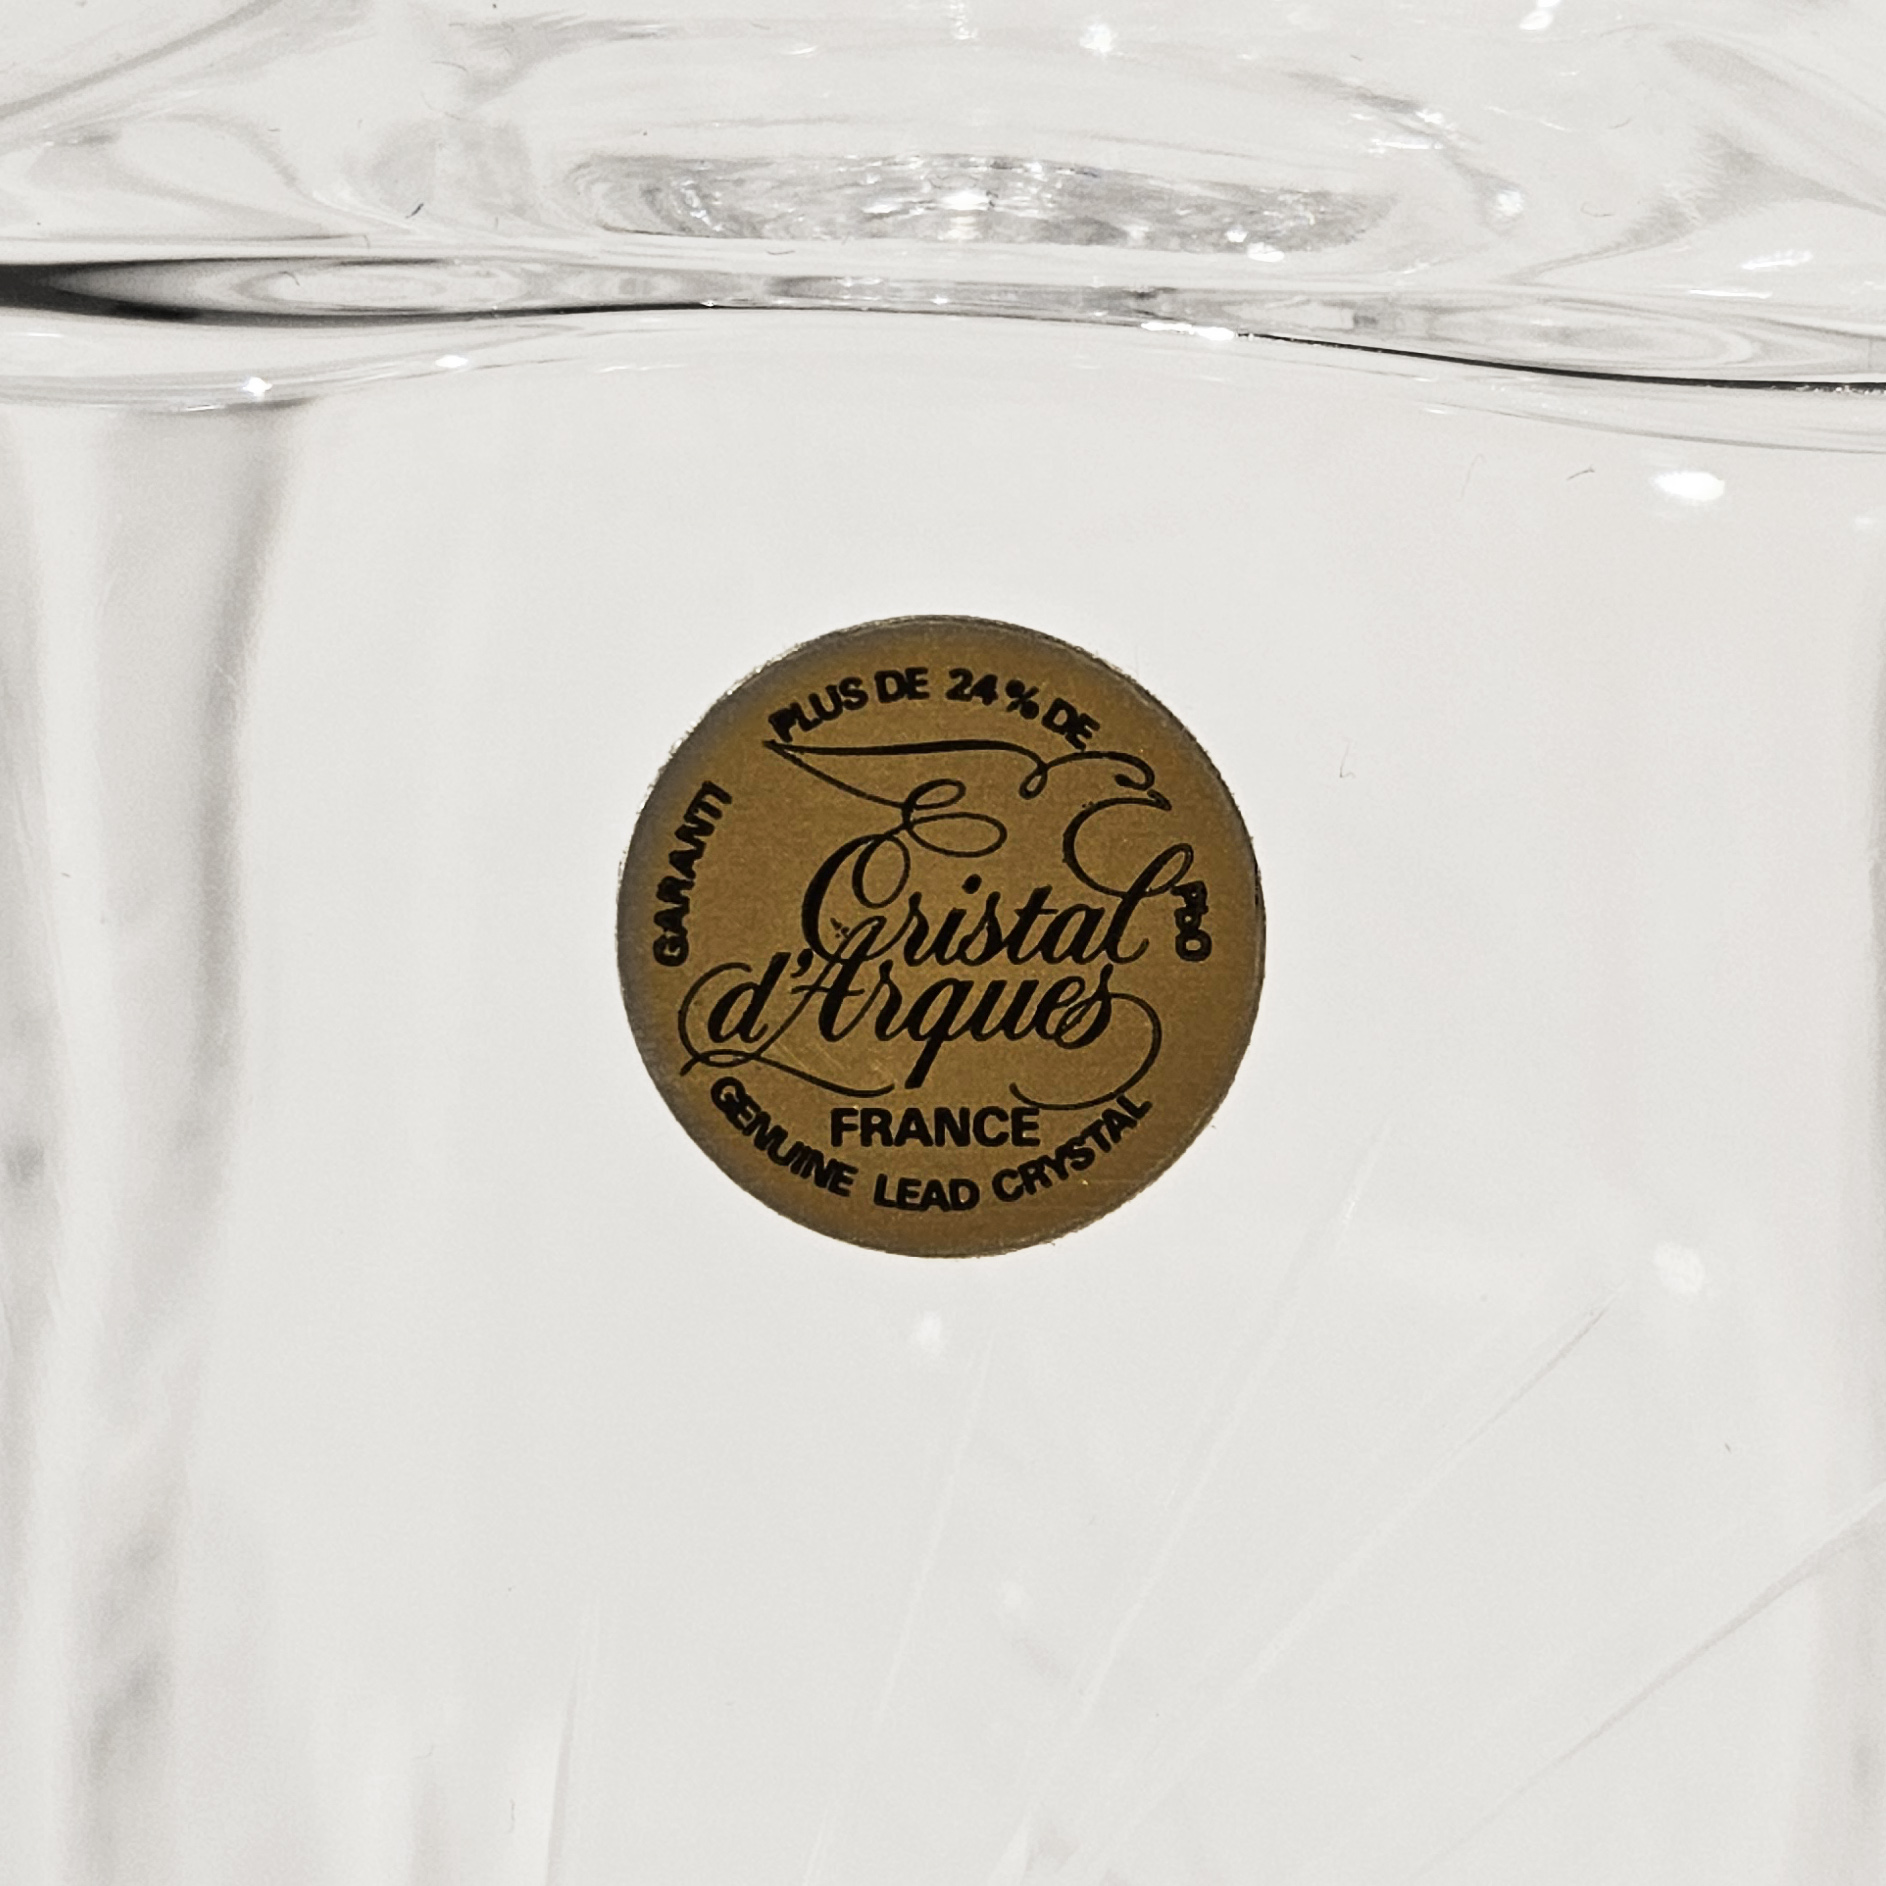 GARANTI PLUS DE 24% DE PbO
Cristal
d'Arques
FRANCE
GENUINE LEAD CRYSTAL